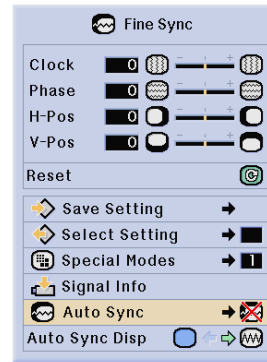 Fine Sync
Clock 0
Phase 0
H-Pos 0
V-Pos 0
Reset
Save Setting
Select Setting
Special Modes 1
Signal Info
Auto Sync
Auto Sync Disp